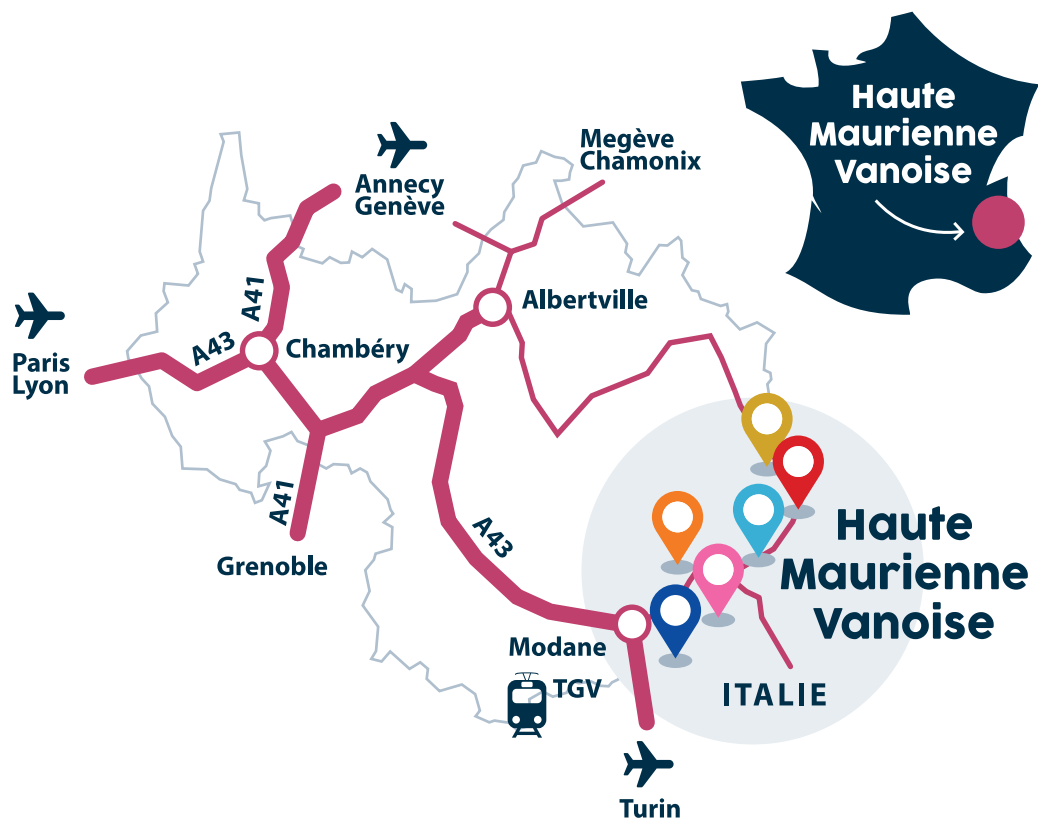 Haute
Maurienne
Vanoise
Megève
Chamonix
Annecy
Genève
A41
Albertville
A43
Chambéry
Paris
Lyon
A41
Grenoble
A43
Haute
Maurienne
Vanoise
Modane
TGV
ITALIE
Turin